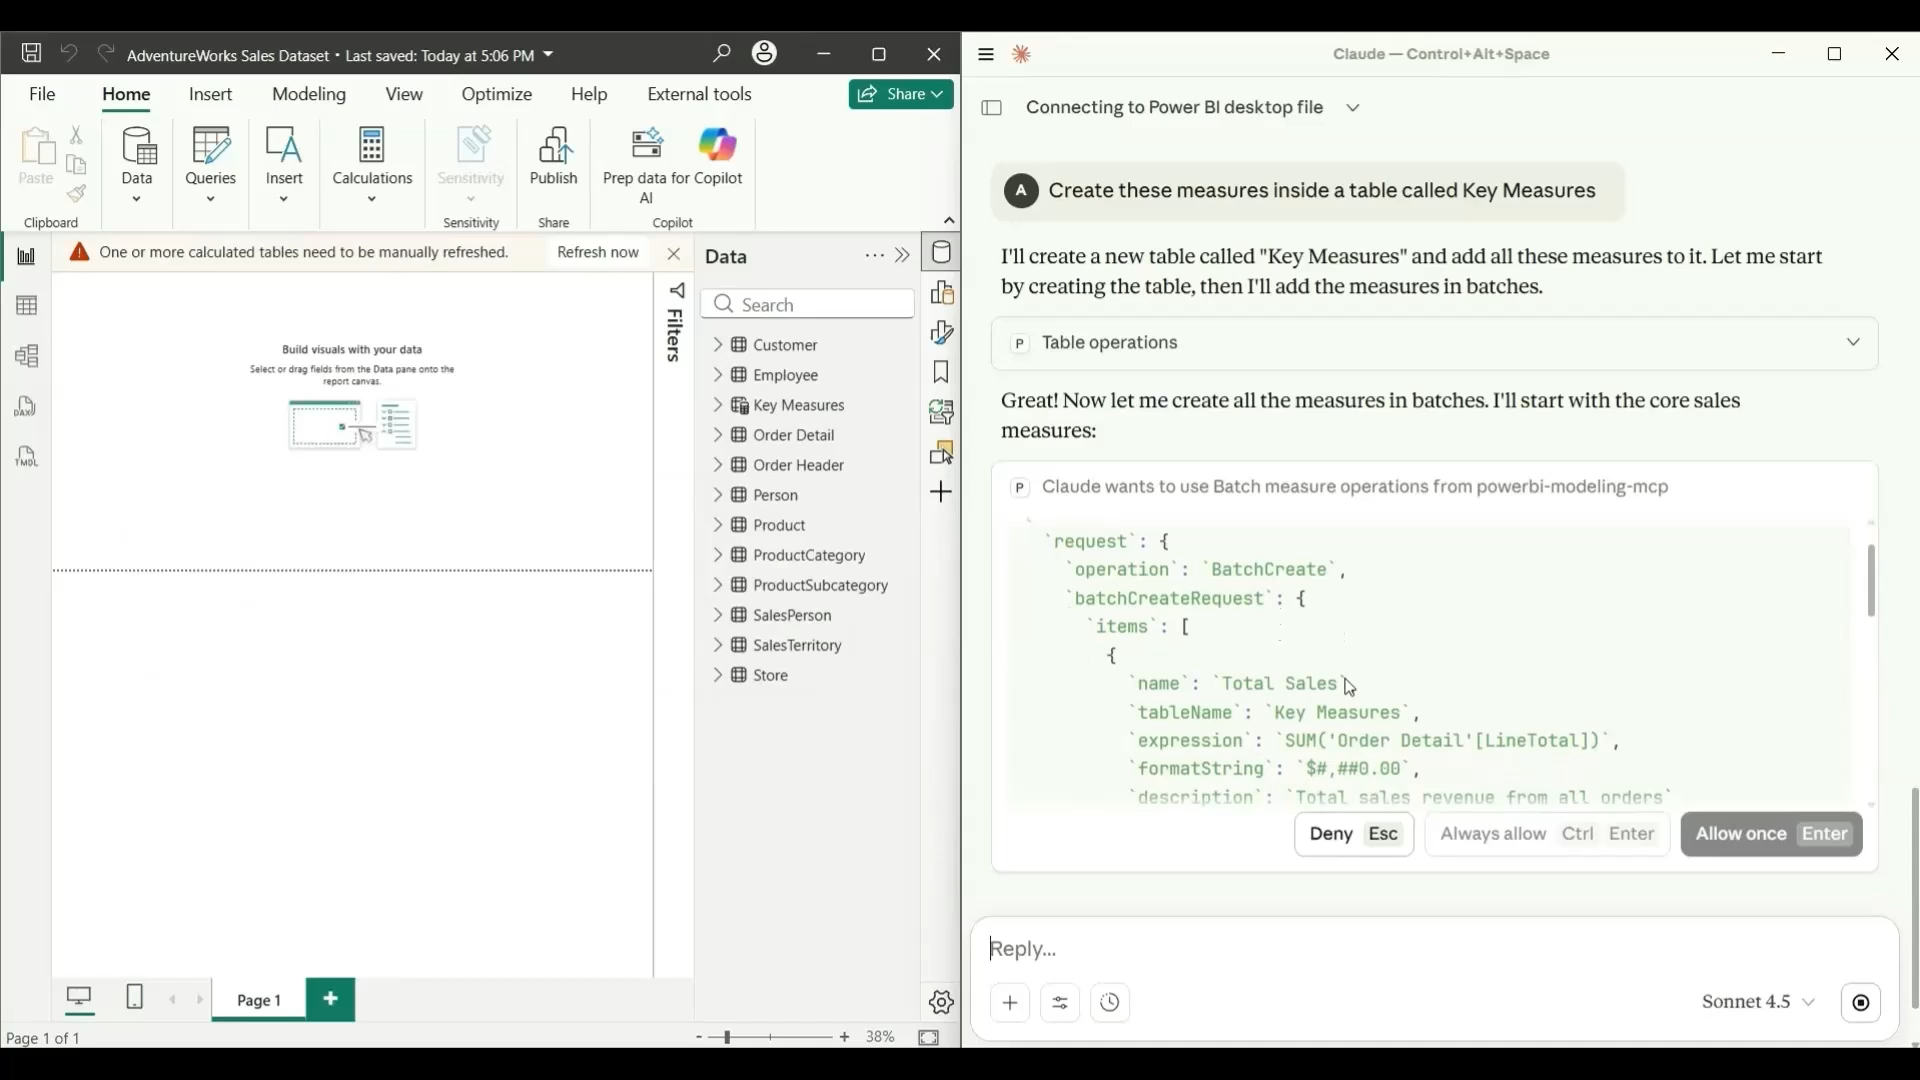 AdventureWorks Sales Dataset • Last saved: Today at 5:06 PM
File Home Insert Modeling View Optimize Help External tools Share
Paste
Data
Queries
Insert
Calculations
Sensitivity
Publish
Prep data for AI
Copilot
Clipboard
Sensitivity
Share
Copilot
One or more calculated tables need to be manually refreshed. Refresh now
Build visuals with your data
Select or drag fields from the Data pane onto the
report canvas.
Filters
DAX
TMDL
Data
Search
Customer
Employee
Key Measures
Order Detail
Order Header
Person
Product
ProductCategory
ProductSubcategory
SalesPerson
SalesTerritory
Store
Page 1
Page 1 of 1
- + 38%
Claude — Control+Alt+Space
Connecting to Power BI desktop file
A Create these measures inside a table called Key Measures
I'll create a new table called "Key Measures" and add all these measures to it. Let me start
by creating the table, then I'll add the measures in batches.
P Table operations
Great! Now let me create all the measures in batches. I'll start with the core sales
measures:
P Claude wants to use Batch measure operations from powerbi-modeling-mcp
`request`: {
`operation`: `BatchCreate`,
`batchCreateRequest`: {
`items`: [
{
`name`: `Total Sales`
`tableName`: `Key Measures`,
`expression`: `SUM('Order Detail'[LineTotal])`,
`formatString`: `$#,##0.00`,
`description`: `Total sales revenue from all orders`
Deny Esc Always allow Ctrl Enter Allow once Enter
Reply...
Sonnet 4.5